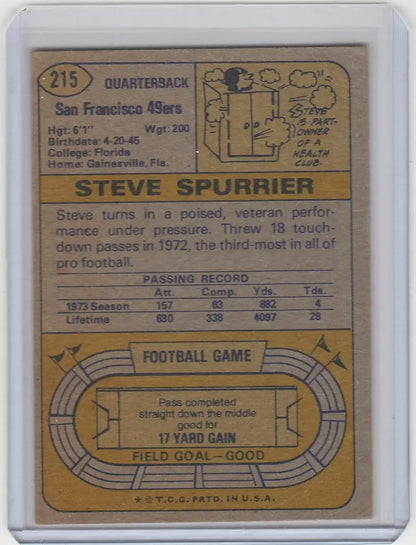 215
QUARTERBACK
San Francisco 49ers
Hgt: 6'1" Wgt: 200
Birthdate: 4-20-45
College: Florida
Home: Gainesville, Fla.
STEVE
IS PART-
OWNER
OF A
HEALTH
CLUB.
STEVE SPURRIER
Steve turns in a poised, veteran perfor-
mance under pressure. Threw 18 touch-
down passes in 1972, the third-most in all of
pro football.
PASSING RECORD
Att. Comp. Yds. Tds.
1973 Season 157 83 882 4
Lifetime 630 338 4097 28
FOOTBALL GAME
Pass completed
straight down the middle
good for
17 YARD GAIN
FIELD GOAL—GOOD
* © T.C.G. PRTD. IN U.S.A.